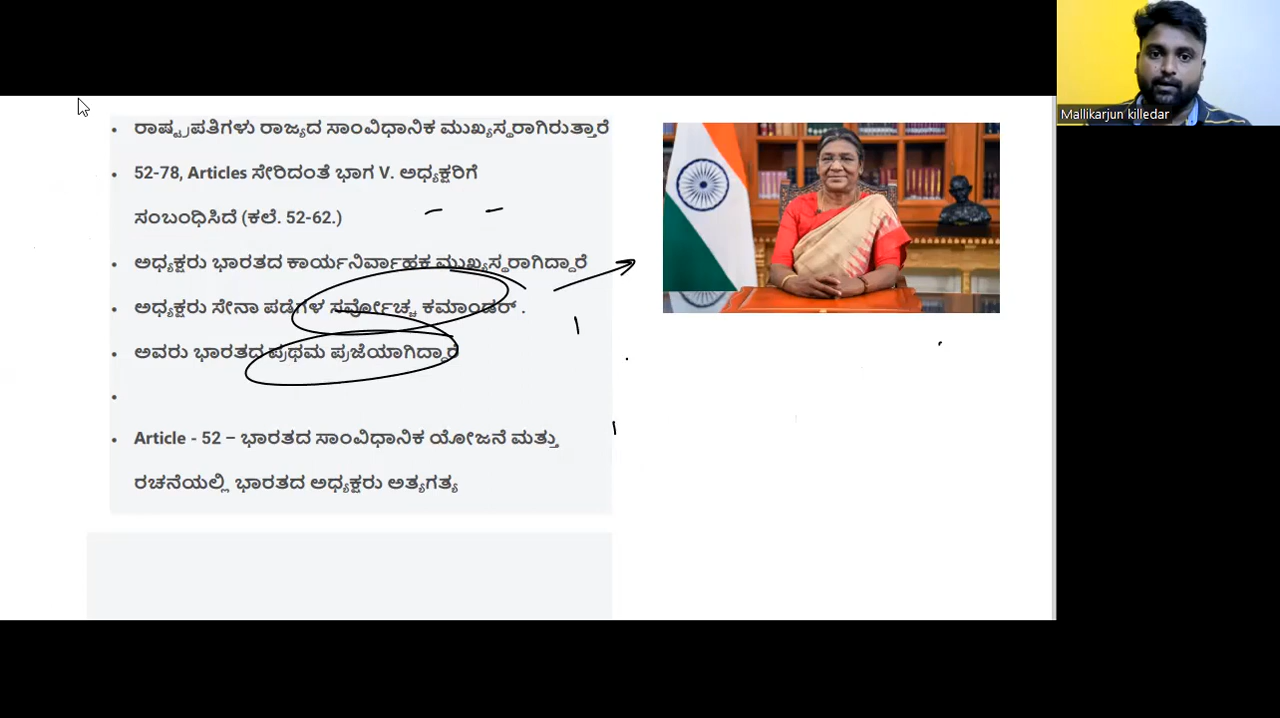 ರಾಷ್ಟ್ರಪತಿಗಳು ರಾಜ್ಯದ ಸಾಂವಿಧಾನಿಕ ಮುಖ್ಯಸ್ಥರಾಗಿರುತ್ತಾರೆ
52-78, Articles ಸೇರಿದಂತೆ ಭಾಗ V. ಅಧ್ಯಕ್ಷರಿಗೆ
ಸಂಬಂಧಿಸಿದೆ (ಕಲೆ. 52-62.)
ಅಧ್ಯಕ್ಷರು ಭಾರತದ ಕಾರ್ಯನಿರ್ವಾಹಕ ಮುಖ್ಯಸ್ಥರಾಗಿದ್ದಾರೆ
ಅಧ್ಯಕ್ಷರು ಸೇನಾ ಪಡೆಗಳ ಸರ್ವೋಚ್ಚ ಕಮಾಂಡರ್ .
ಅವರು ಭಾರತದ ಪ್ರಥಮ ಪ್ರಜೆಯಾಗಿದ್ದಾರೆ
Article - 52 – ಭಾರತದ ಸಾಂವಿಧಾನಿಕ ಯೋಜನೆ ಮತ್ತು
ರಚನೆಯಲ್ಲಿ ಭಾರತದ ಅಧ್ಯಕ್ಷರು ಅತ್ಯಗತ್ಯ
Mallikarjun killedar